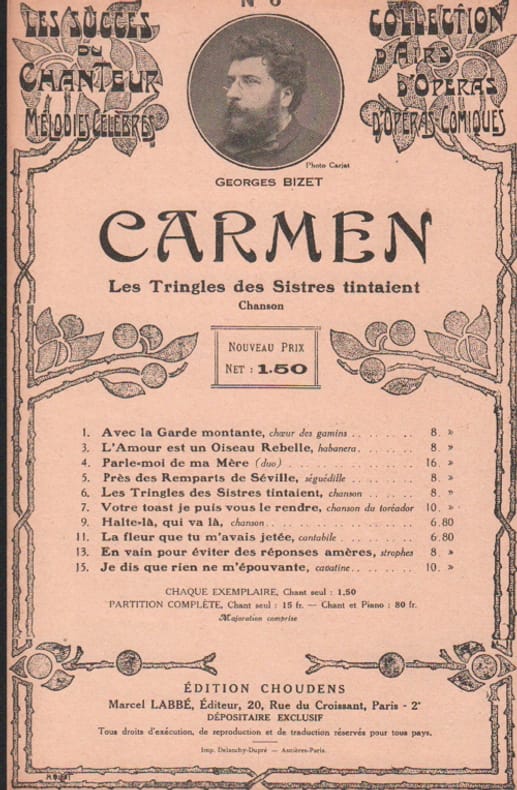 N° 6
LES SUCCÈS
DU
CHANTEUR
MÉLODIES CÉLÈBRES
COLLECTION
D'AIRS
D'OPÉRAS
D'OPÉRAS-COMIQUES
Photo Carjat
GEORGES BIZET
CARMEN
Les Tringles des Sistres tintaient
Chanson
NOUVEAU PRIX
NET : 1.50
1. Avec la Garde montante, chœur des gamins . . . . . . . 8. »
3. L'Amour est un Oiseau Rebelle, habanera . . . . . . 8. »
4. Parle-moi de ma Mère (duo) . . . . . . . . . . . . . 16. »
5. Près des Remparts de Séville, séguédille . . . . . . . 8. »
6. Les Tringles des Sistres tintaient, chanson . . . . . 8. »
7. Votre toast je puis vous le rendre, chanson du toréador 10. »
9. Halte-là, qui va là, chanson . . . . . . . . . . . . . . . 6.80
11. La fleur que tu m'avais jetée, cantabile . . . . . . . . 6.80
13. En vain pour éviter des réponses amères, strophes 8. »
15. Je dis que rien ne m'épouvante, cavatine . . . . . . . 10. »
CHAQUE EXEMPLAIRE, Chant seul : 1.50
PARTITION COMPLÈTE, Chant seul : 15 fr. — Chant et Piano : 80 fr.
Majoration comprise
ÉDITION CHOUDENS
Marcel LABBÉ, Éditeur, 20, Rue du Croissant, Paris - 2e
DÉPOSITAIRE EXCLUSIF
Tous droits d'exécution, de reproduction et de traduction réservés pour tous pays.
Imp. Delanchy-Dupré — Asnières-Paris.